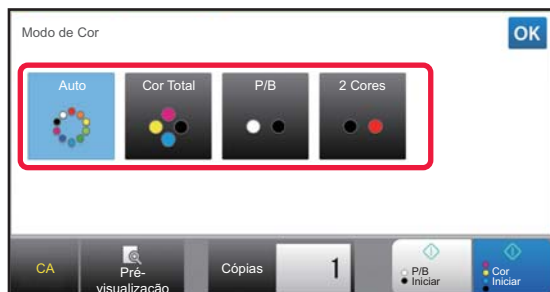 Modo de Cor
OK
Auto
Cor Total
P/B
2 Cores
CA
Pré-
visualização
Cópias
1
P/B
Iniciar
Cor
Iniciar